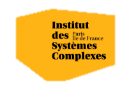 Institut
des Paris Île de France
Systèmes
Complexes